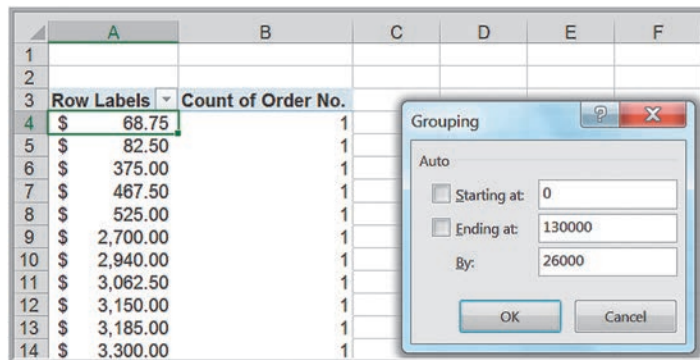 A B C D E F
1
2
3 Row Labels Count of Order No.
4 $ 68.75 1
5 $ 82.50 1
6 $ 375.00 1
7 $ 467.50 1
8 $ 525.00 1
9 $ 2,700.00 1
10 $ 2,940.00 1
11 $ 3,062.50 1
12 $ 3,150.00 1
13 $ 3,185.00 1
14 $ 3,300.00 1
Grouping ? X
Auto
Starting at: 0
Ending at: 130000
By: 26000
OK Cancel